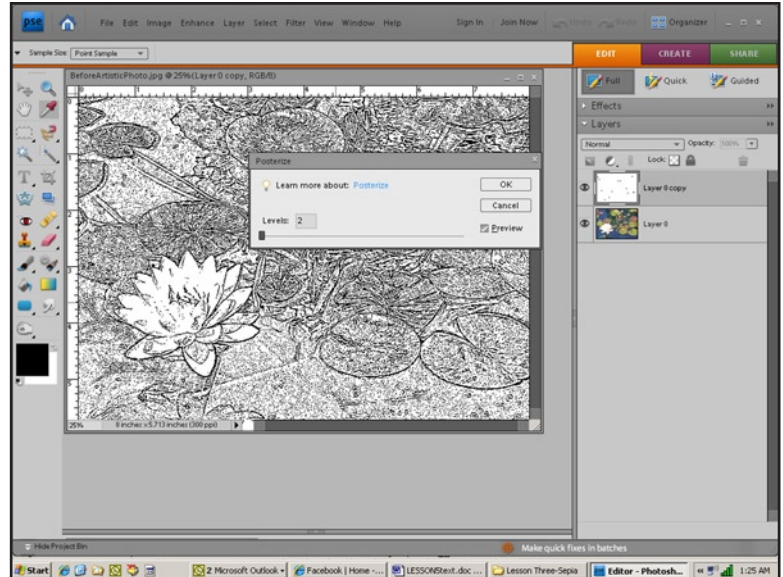 pse File Edit Image Enhance Layer Select Filter View Window Help Sign In Join Now Undo Redo Organizer
Sample Size: Point Sample
EDIT CREATE SHARE
Full Quick Guided
Effects
Layers
Normal Opacity: 100%
Lock:
Layer 0 copy
Layer 0
BeforeArtisticPhoto.jpg @ 25%(Layer 0 copy, RGB/8)
Posterize
Learn more about: Posterize
OK
Cancel
Levels: 2
Preview
25% 8 inches x 5.713 inches (300 ppi)
Hide Project Bin
Make quick fixes in batches
Start 2 Microsoft Outlook Facebook | Home -... LESSONStext.doc ... Lesson Three-Sepia Editor - Photosh... 1:25 AM